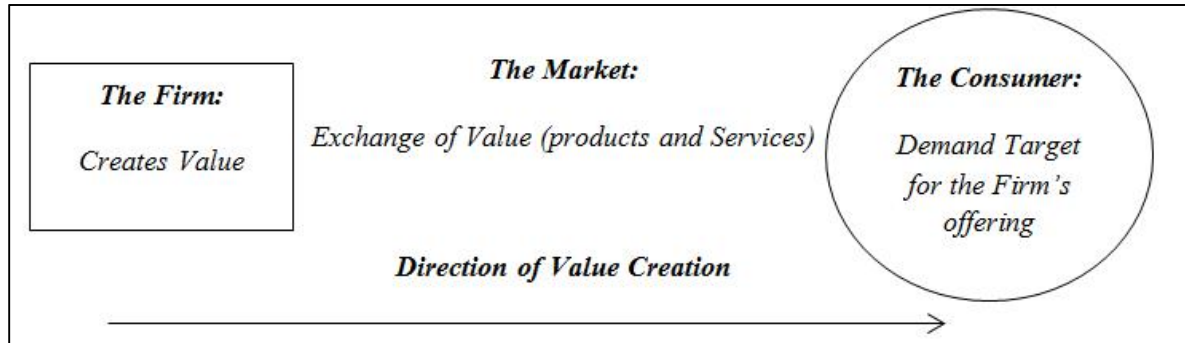 The Firm:
Creates Value
The Market:
Exchange of Value (products and Services)
The Consumer:
Demand Target
for the Firm’s
offering
Direction of Value Creation